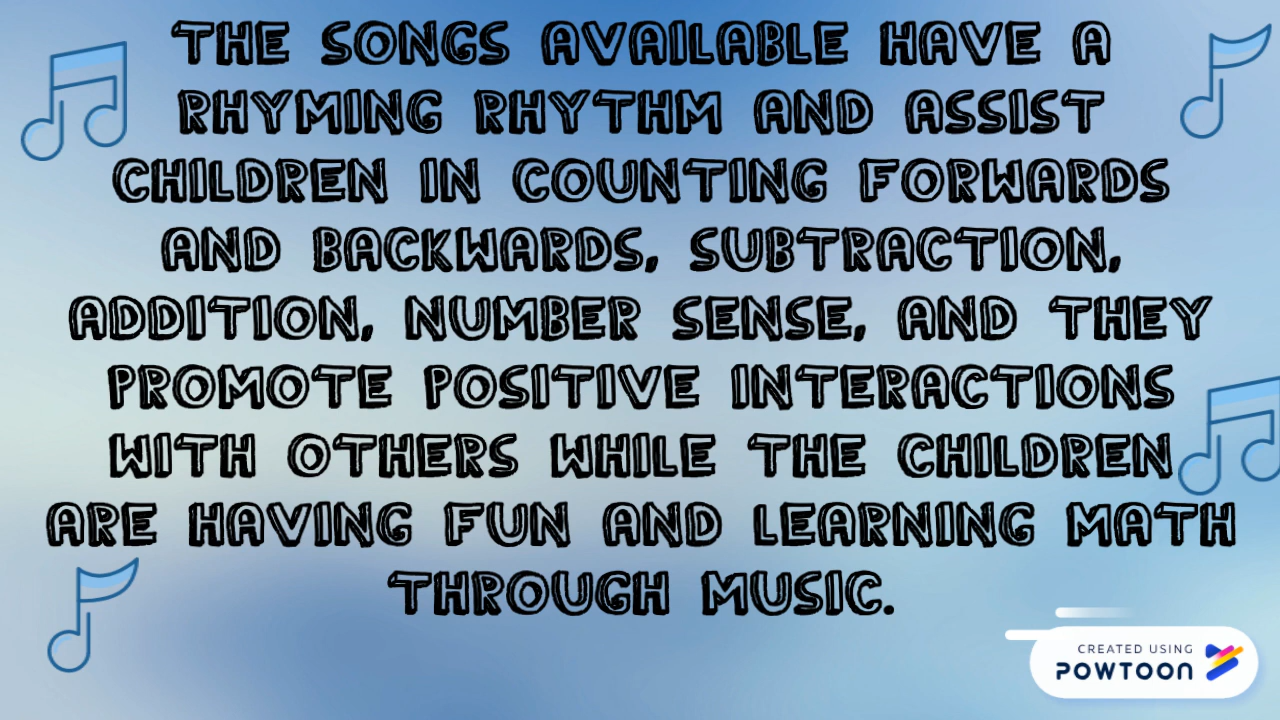 THE SONGS AVAILABLE HAVE A
RHYMING RHYTHM AND ASSIST
CHILDREN IN COUNTING FORWARDS
AND BACKWARDS, SUBTRACTION,
ADDITION, NUMBER SENSE, AND THEY
PROMOTE POSITIVE INTERACTIONS
WITH OTHERS WHILE THE CHILDREN
ARE HAVING FUN AND LEARNING MATH
THROUGH MUSIC.
CREATED USING
POWTOON